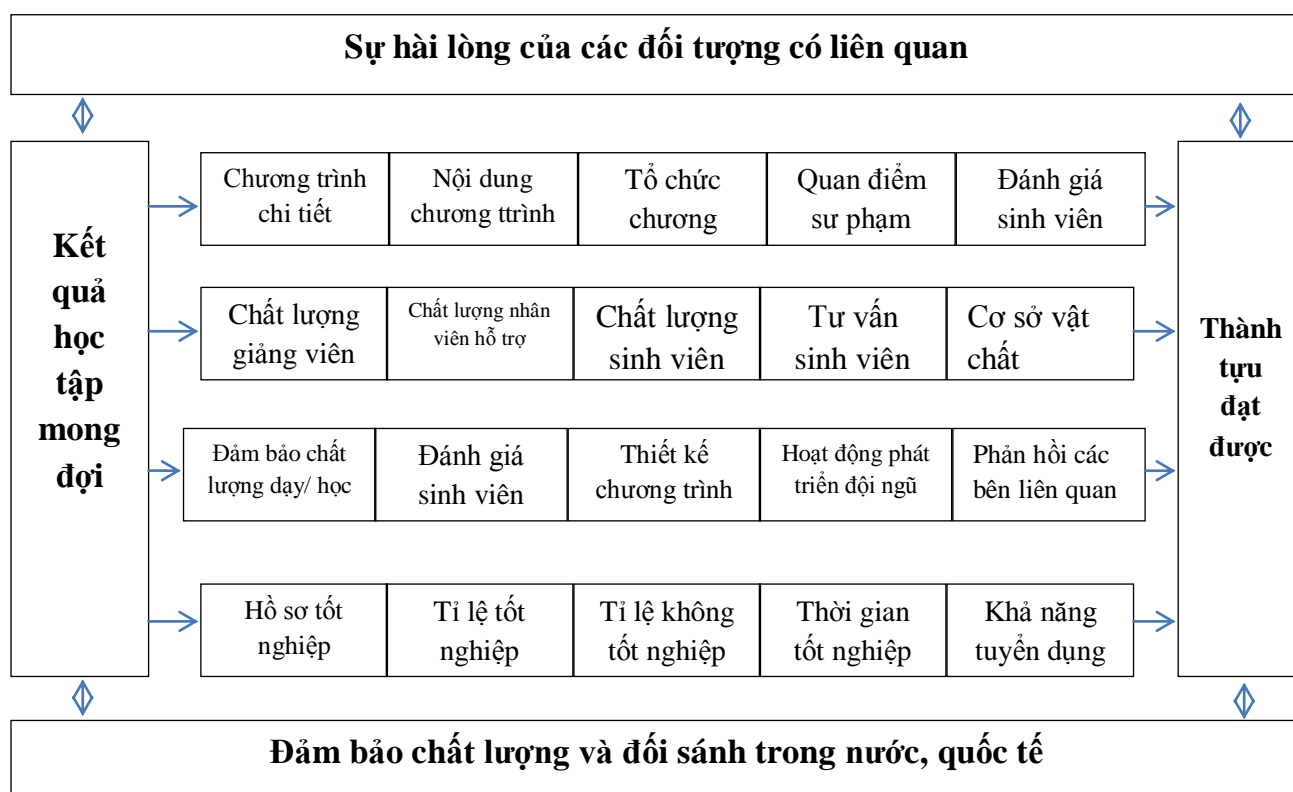 Sự hài lòng của các đối tượng có liên quan
Kết
quả
học
tập
mong
đợi
Chương trình
chi tiết
Nội dung
chương ttrình
Tổ chức
chương
Quan điểm
sư phạm
Đánh giá
sinh viên
Chất lượng
giảng viên
Chất lượng nhân
viên hỗ trợ
Chất lượng
sinh viên
Tư vấn
sinh viên
Cơ sở vật
chất
Đảm bảo chất
lượng dạy/ học
Đánh giá
sinh viên
Thiết kế
chương trình
Hoạt động phát
triển đội ngũ
Phản hồi các
bên liên quan
Hồ sơ tốt
nghiệp
Tỉ lệ tốt
nghiệp
Tỉ lệ không
tốt nghiệp
Thời gian
tốt nghiệp
Khả năng
tuyển dụng
Thành
tựu
đạt
được
Đảm bảo chất lượng và đối sánh trong nước, quốc tế